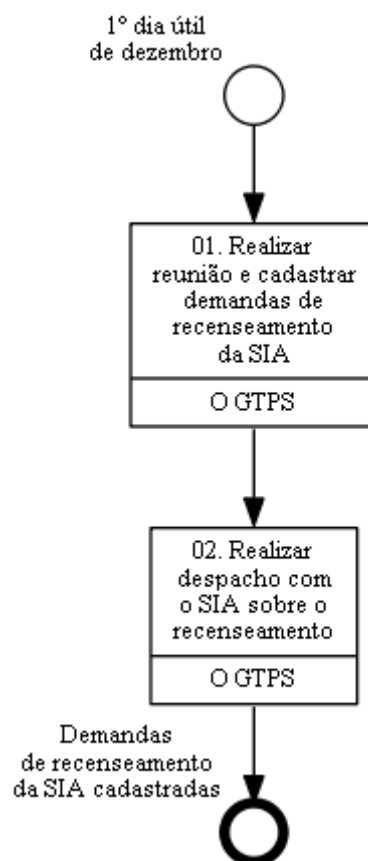 1º dia útil
de dezembro
01. Realizar
reunião e cadastrar
demandas de
recenseamento
da SIA
O GTPS
02. Realizar
despacho com
o SIA sobre o
recenseamento
O GTPS
Demandas
de recenseamento
da SIA cadastradas